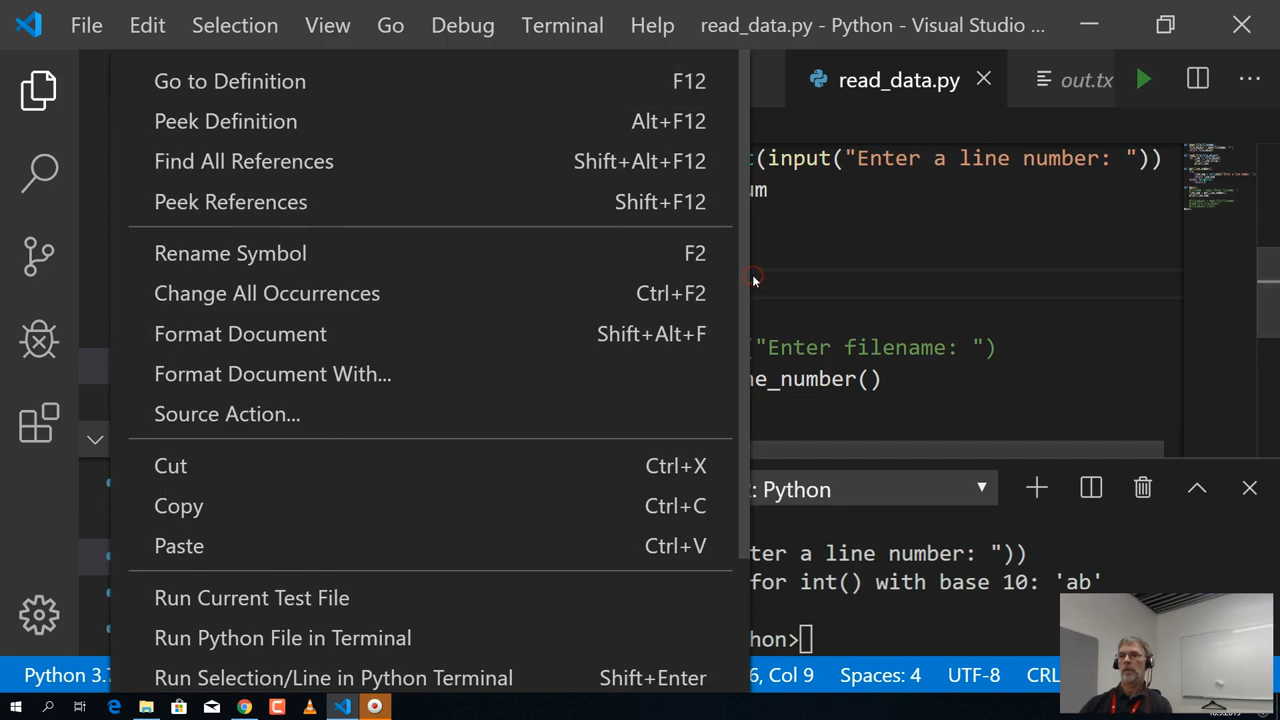 File Edit Selection View Go Debug Terminal Help read_data.py - Python - Visual Studio ...
read_data.py
out.tx
Go to Definition F12
Peek Definition Alt+F12
Find All References Shift+Alt+F12
Peek References Shift+F12
Rename Symbol F2
Change All Occurrences Ctrl+F2
Format Document Shift+Alt+F
Format Document With...
Source Action...
Cut Ctrl+X
Copy Ctrl+C
Paste Ctrl+V
Run Current Test File
Run Python File in Terminal
Run Selection/Line in Python Terminal Shift+Enter
t(input("Enter a line number: "))
um
("Enter filename: ")
ne_number()
: Python
ter a line number: "))
for int() with base 10: 'ab'
hon>
Python 3.7
6, Col 9 Spaces: 4 UTF-8 CRL